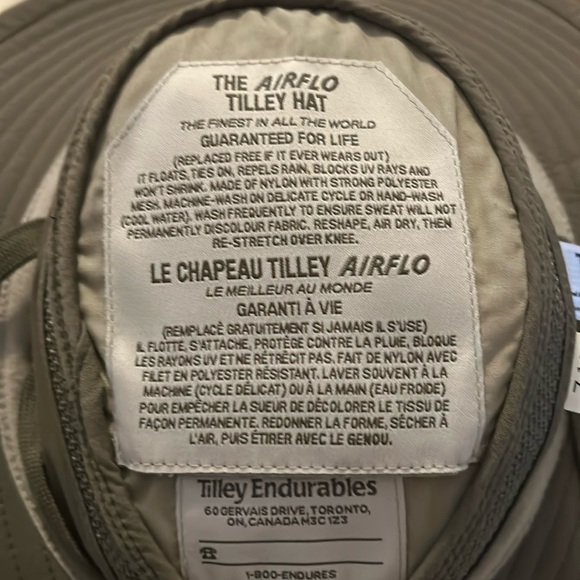 THE AIRFLO
TILLEY HAT
THE FINEST IN ALL THE WORLD
GUARANTEED FOR LIFE
(REPLACED FREE IF IT EVER WEARS OUT)
IT FLOATS, TIES ON, REPELS RAIN, BLOCKS UV RAYS AND
WON'T SHRINK. MADE OF NYLON WITH STRONG POLYESTER
MESH. MACHINE-WASH ON DELICATE CYCLE OR HAND-WASH
(COOL WATER). WASH FREQUENTLY TO ENSURE SWEAT WILL NOT
PERMANENTLY DISCOLOUR FABRIC. RESHAPE, AIR DRY, THEN
RE-STRETCH OVER KNEE.
LE CHAPEAU TILLEY AIRFLO
LE MEILLEUR AU MONDE
GARANTI À VIE
(REMPLACÉ GRATUITEMENT SI JAMAIS IL S'USE)
IL FLOTTE, S'ATTACHE, PROTÈGE CONTRE LA PLUIE, BLOQUE
LES RAYONS UV ET NE RÉTRÉCIT PAS. FAIT DE NYLON AVEC
FILET EN POLYESTER RÉSISTANT. LAVER SOUVENT À LA
MACHINE (CYCLE DÉLICAT) OU À LA MAIN (EAU FROIDE)
POUR EMPÊCHER LA SUEUR DE DÉCOLORER LE TISSU DE
FAÇON PERMANENTE. REDONNER LA FORME, SÉCHER À
L'AIR, PUIS ÉTIRER AVEC LE GENOU.
Tilley Endurables
60 GERVAIS DRIVE, TORONTO,
ON, CANADA M3C 1Z3
1-800-ENDURES